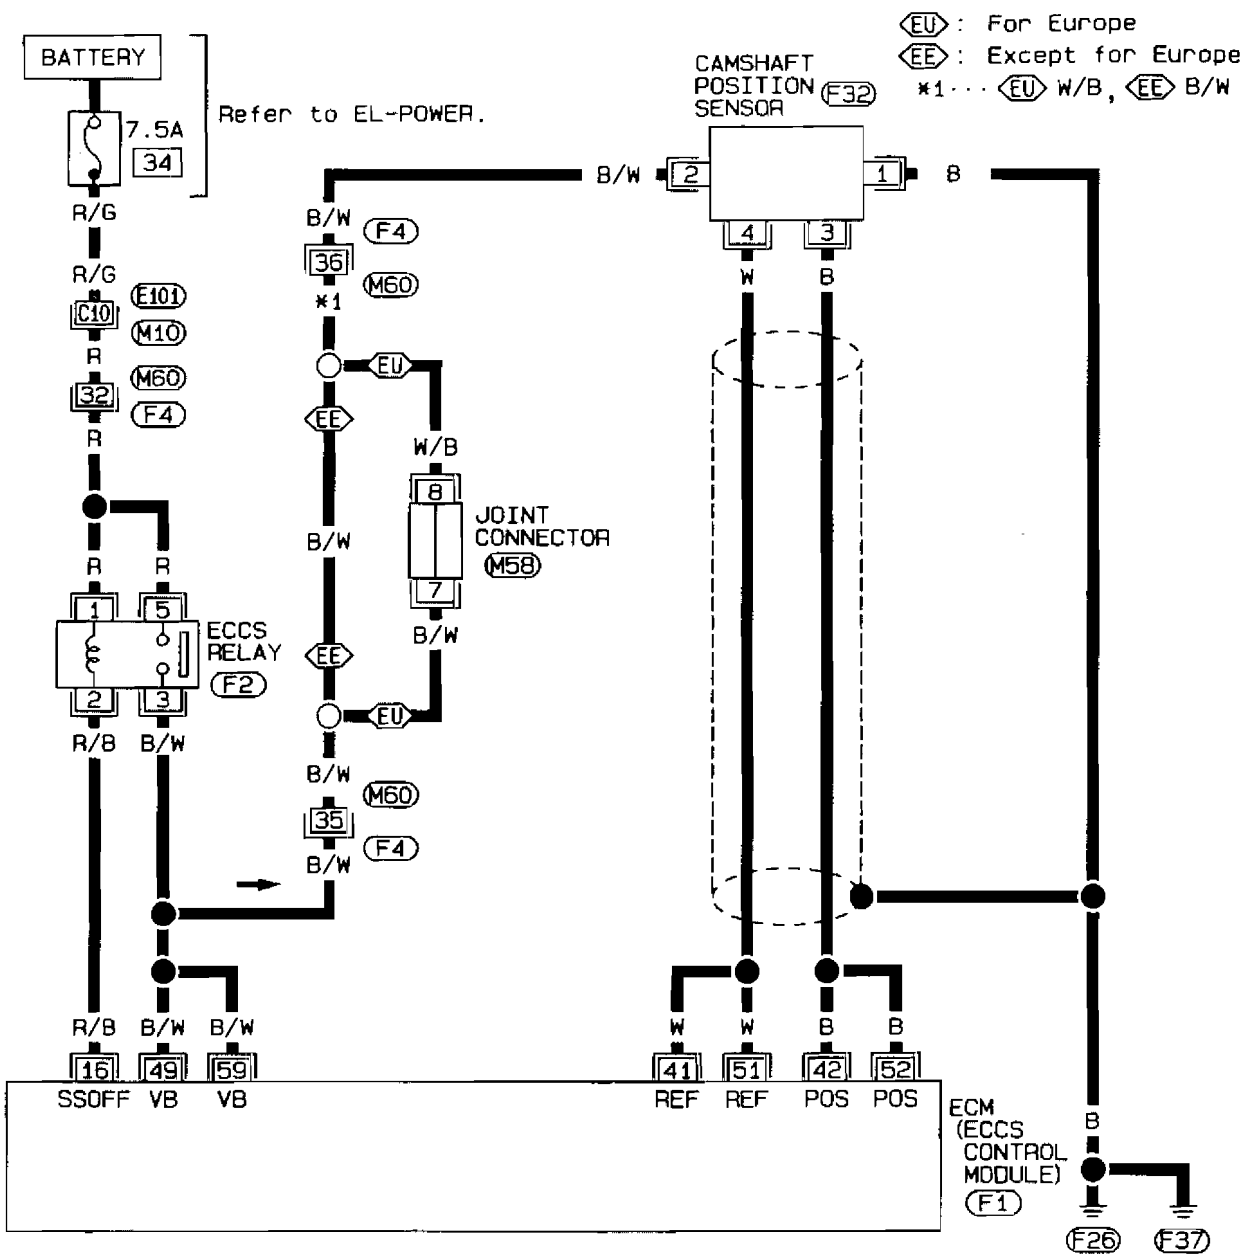 EU : For Europe
EE : Except for Europe
*1··· EU W/B, EE B/W
BATTERY
7.5A
34
Refer to EL-POWER.
CAMSHAFT
POSITION
SENSOR
F32
B/W
2
1
B
4
3
W
B
R/G
R/G
C10
E101
M10
R
32
M60
F4
R
B/W
F4
36
M60
*1
EU
EE
W/B
8
JOINT
CONNECTOR
M58
7
B/W
B/W
EE
EU
R
R
1
5
ECCS
RELAY
F2
2
3
R/B
B/W
B/W
M60
35
F4
B/W
R/B
B/W
B/W
W
W
B
B
16
49
59
41
51
42
52
SSOFF
VB
VB
REF
REF
POS
POS
ECM
(ECCS
CONTROL
MODULE)
F1
B
F26
F37